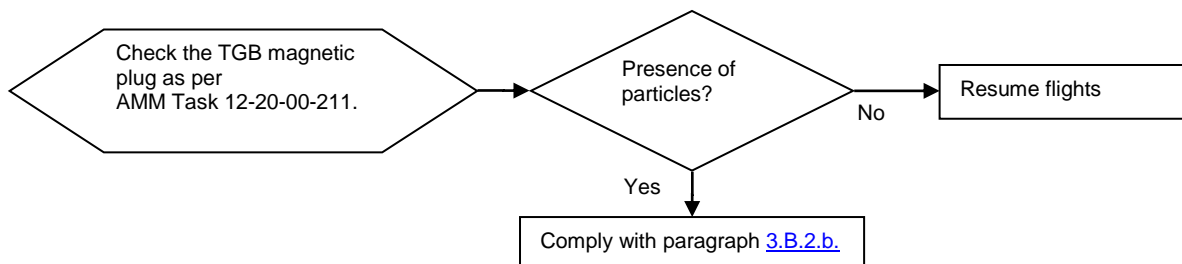 Check the TGB magnetic
plug as per
AMM Task 12-20-00-211.
Presence of
particles?
No
Resume flights
Yes
Comply with paragraph 3.B.2.b.